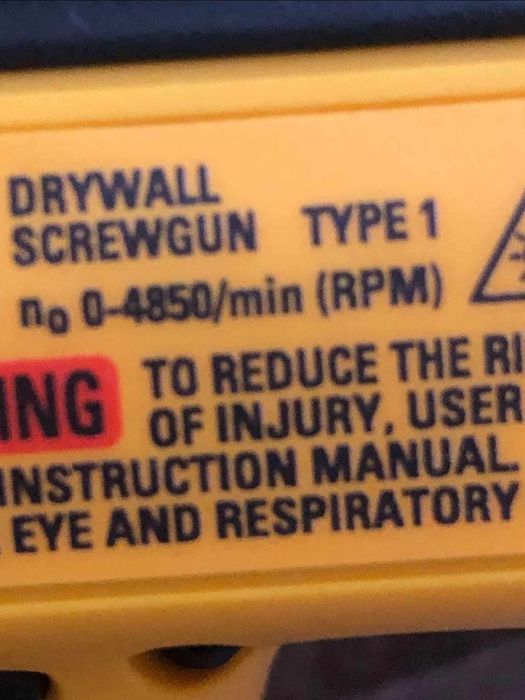 DRYWALL
SCREWGUN TYPE 1
n₀ 0-4850/min (RPM)
ING TO REDUCE THE RI
OF INJURY, USER
INSTRUCTION MANUAL.
EYE AND RESPIRATORY